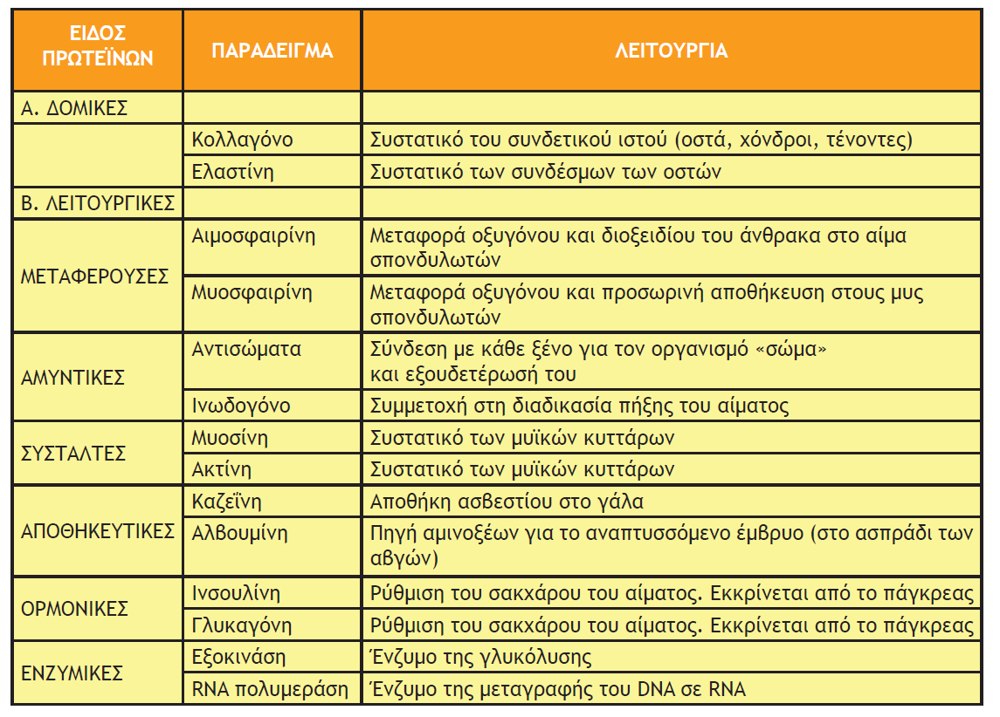 ΕΙΔΟΣ
ΠΡΩΤΕΪΝΩΝ
ΠΑΡΑΔΕΙΓΜΑ
ΛΕΙΤΟΥΡΓΙΑ
Α. ΔΟΜΙΚΕΣ
Κολλαγόνο
Συστατικό του συνδετικού ιστού (οστά, χόνδροι, τένοντες)
Ελαστίνη
Συστατικό των συνδέσμων των οστών
Β. ΛΕΙΤΟΥΡΓΙΚΕΣ
ΜΕΤΑΦΕΡΟΥΣΕΣ
Αιμοσφαιρίνη
Μεταφορά οξυγόνου και διοξειδίου του άνθρακα στο αίμα
σπονδυλωτών
Μυοσφαιρίνη
Μεταφορά οξυγόνου και προσωρινή αποθήκευση στους μυς
σπονδυλωτών
ΑΜΥΝΤΙΚΕΣ
Αντισώματα
Σύνδεση με κάθε ξένο για τον οργανισμό «σώμα»
και εξουδετέρωσή του
Ινωδογόνο
Συμμετοχή στη διαδικασία πήξης του αίματος
ΣΥΣΤΑΛΤΕΣ
Μυοσίνη
Συστατικό των μυϊκών κυττάρων
Ακτίνη
Συστατικό των μυϊκών κυττάρων
ΑΠΟΘΗΚΕΥΤΙΚΕΣ
Καζεΐνη
Αποθήκη ασβεστίου στο γάλα
Αλβουμίνη
Πηγή αμινοξέων για το αναπτυσσόμενο έμβρυο (στο ασπράδι των
αβγών)
ΟΡΜΟΝΙΚΕΣ
Ινσουλίνη
Ρύθμιση του σακχάρου του αίματος. Εκκρίνεται από το πάγκρεας
Γλυκαγόνη
Ρύθμιση του σακχάρου του αίματος. Εκκρίνεται από το πάγκρεας
ΕΝΖΥΜΙΚΕΣ
Εξοκινάση
Ένζυμο της γλυκόλυσης
RNA πολυμεράση
Ένζυμο της μεταγραφής του DNA σε RNA